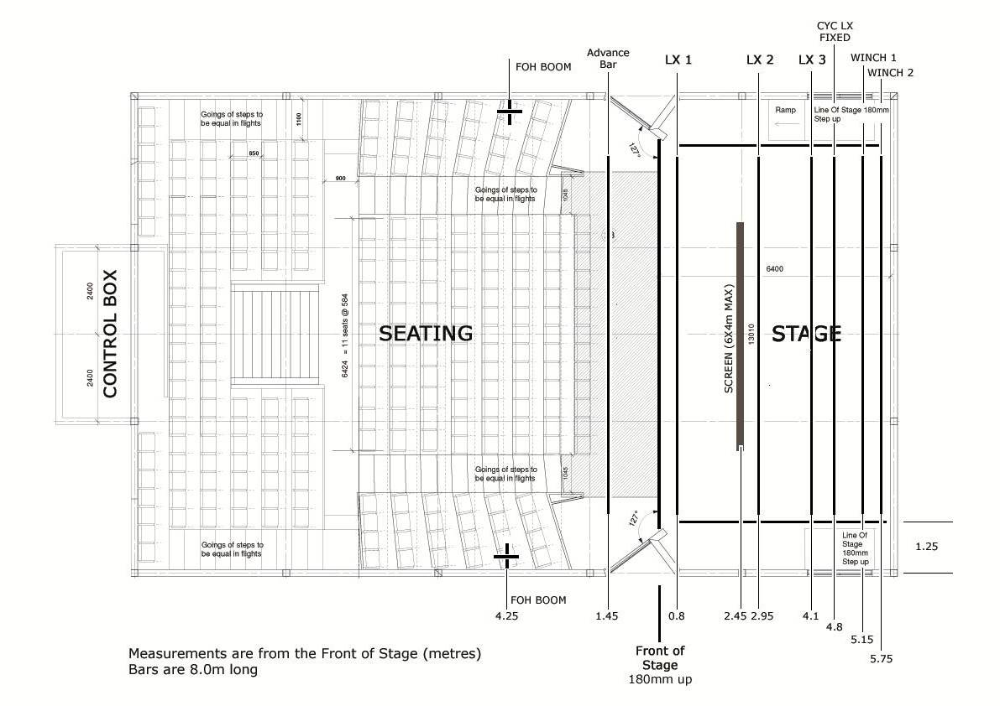 CYC LX
FIXED
Advance
Bar
FOH BOOM
LX 1
LX 2
LX 3
WINCH 1
WINCH 2
Goings of steps to
be equal in flights
1100
850
900
127°
Ramp
Line Of Stage 180mm
Step up
Goings of steps to
be equal in flights
1045
6400
2400
2400
CONTROL BOX
6424 = 11 seats @ 584
SEATING
SCREEN (6X4m MAX)
13010
STAGE
Goings of steps to
be equal in flights
1045
127°
Goings of steps to
be equal in flights
Line Of
Stage
180mm
Step up
1.25
FOH BOOM
4.25
1.45
0.8
2.45
2.95
4.1
4.8
5.15
5.75
Measurements are from the Front of Stage (metres)
Bars are 8.0m long
Front of
Stage
180mm up